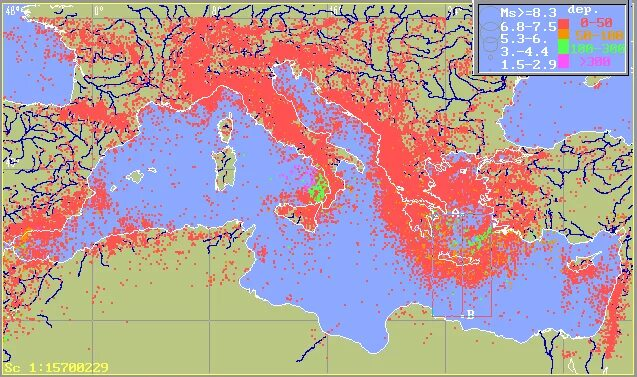 0°
Ms>=8.3 dep.
6.8-7.5 0-50
5.3-6. 50-100
3.-4.4 100-300
1.5-2.9 >300
A
B
Sc 1:15700229